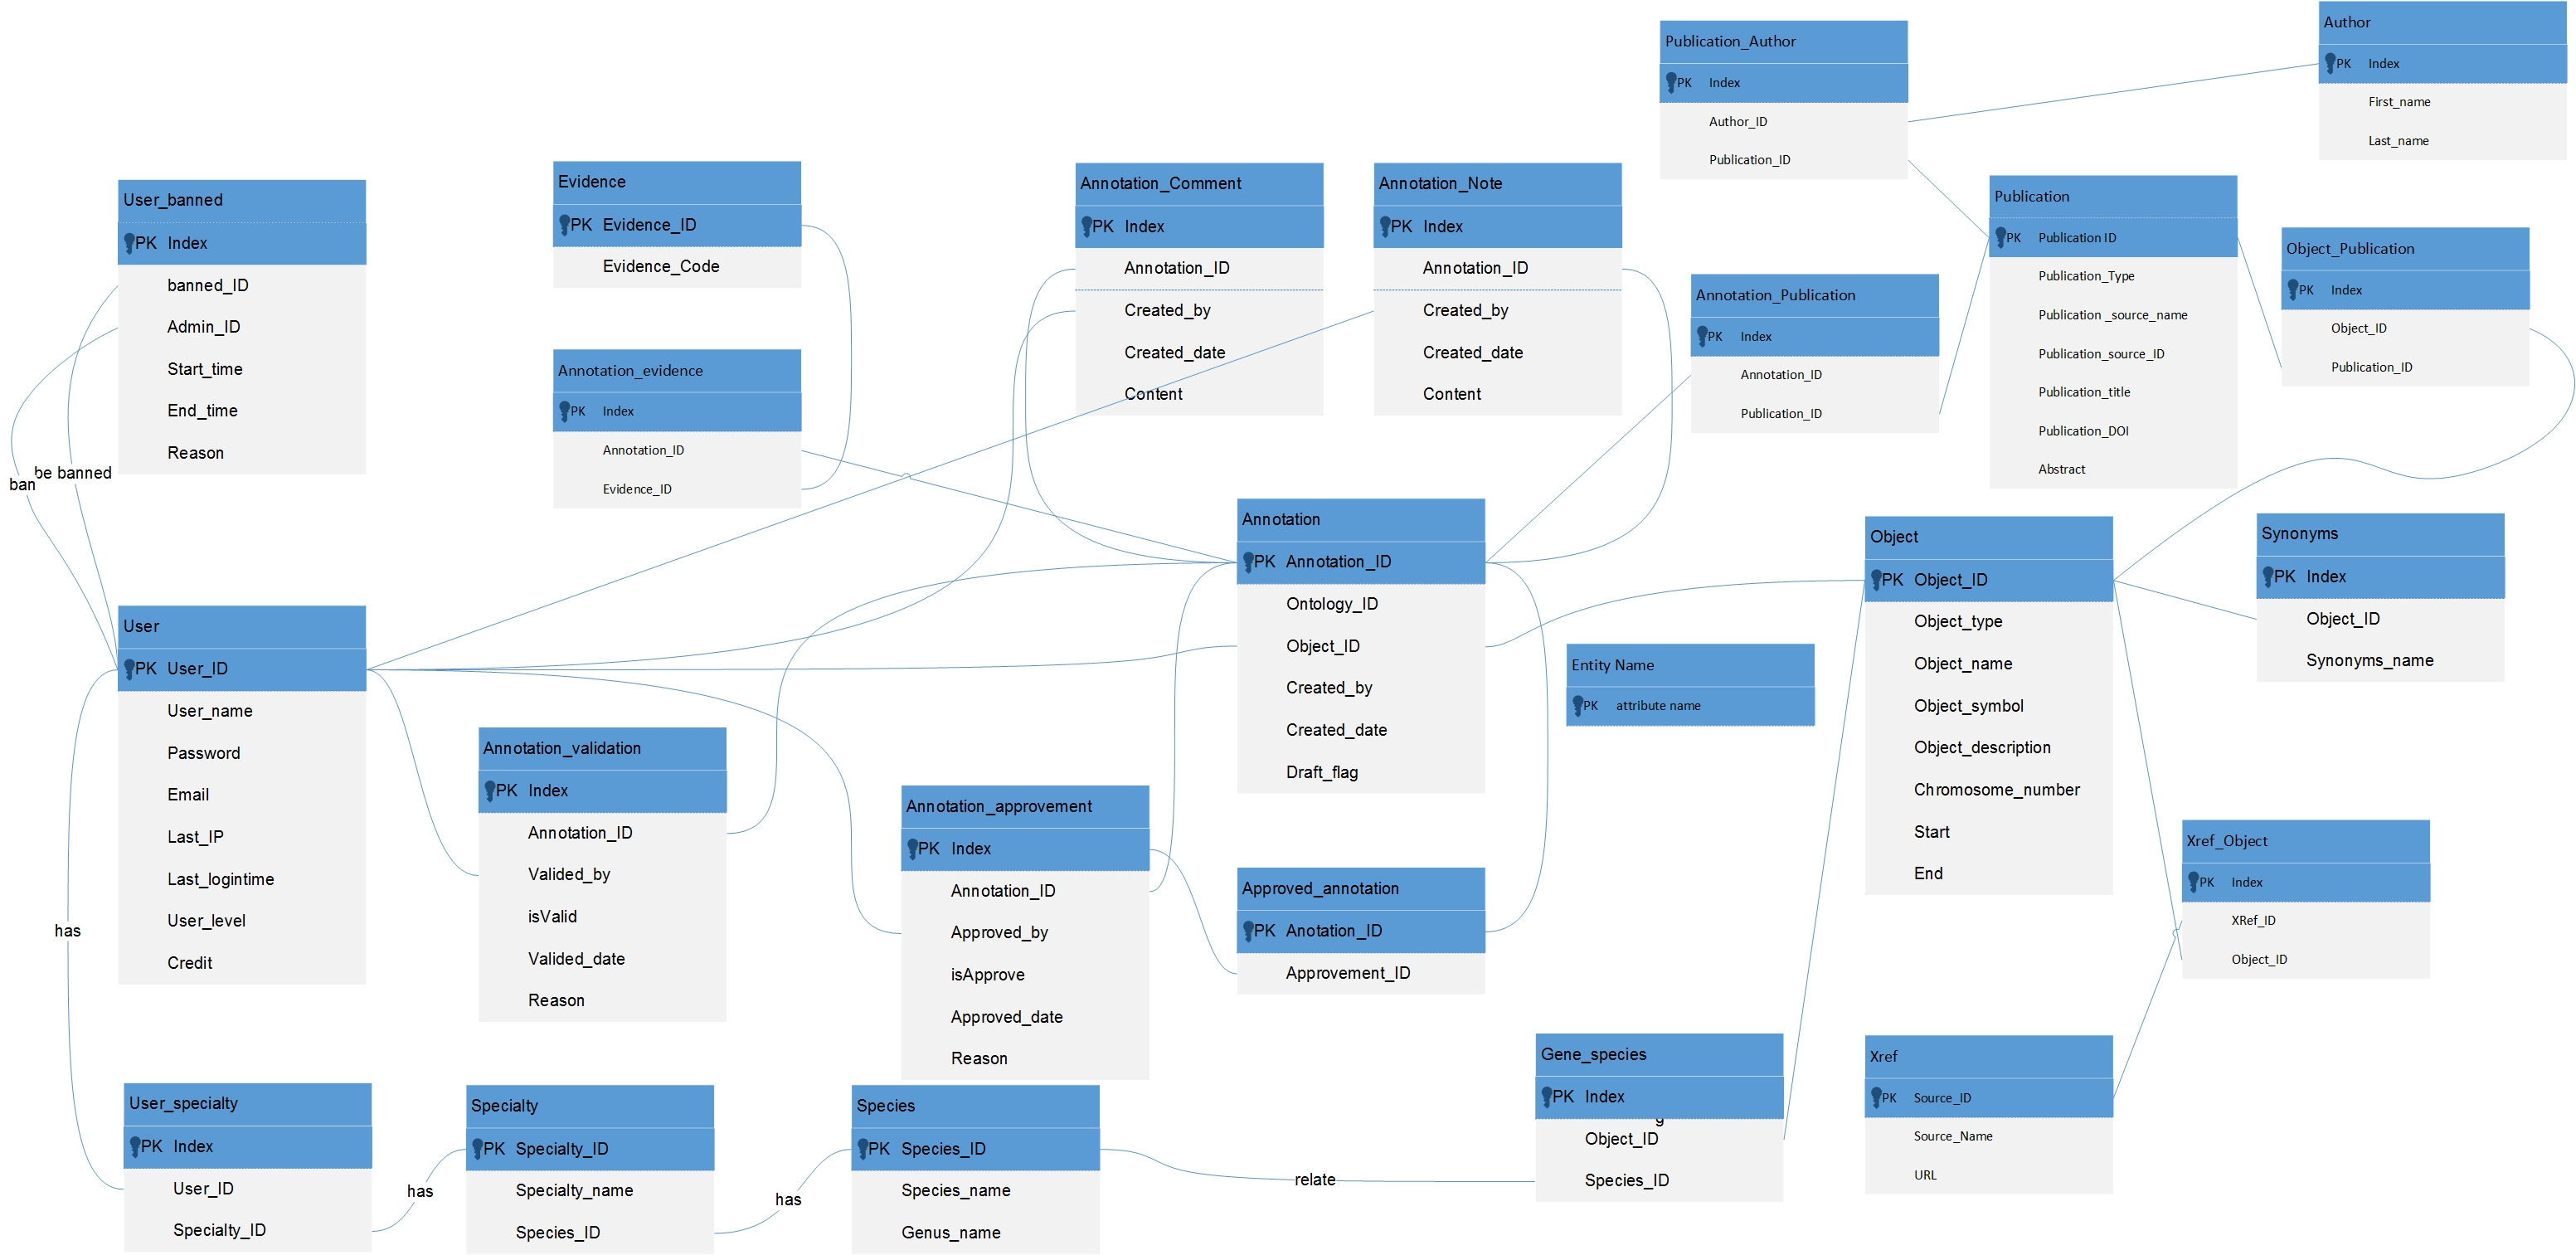 Publication_Author
PK Index
Author_ID
Publication_ID
Author
PK Index
First_name
Last_name
User_banned
PK Index
banned_ID
Admin_ID
Start_time
End_time
Reason
Evidence
PK Evidence_ID
Evidence_Code
Annotation_evidence
PK Index
Annotation_ID
Evidence_ID
Annotation_Comment
PK Index
Annotation_ID
Created_by
Created_date
Content
Annotation_Note
PK Index
Annotation_ID
Created_by
Created_date
Content
Annotation_Publication
PK Index
Annotation_ID
Publication_ID
Publication
PK Publication ID
Publication_Type
Publication _source_name
Publication_source_ID
Publication_title
Publication_DOI
Abstract
Object_Publication
PK Index
Object_ID
Publication_ID
be banned
ban
User
PK User_ID
User_name
Password
Email
Last_IP
Last_logintime
User_level
Credit
has
Annotation_validation
PK Index
Annotation_ID
Valided_by
isValid
Valided_date
Reason
Annotation_approvement
PK Index
Annotation_ID
Approved_by
isApprove
Approved_date
Reason
Annotation
PK Annotation_ID
Ontology_ID
Object_ID
Created_by
Created_date
Draft_flag
Approved_annotation
PK Anotation_ID
Approvement_ID
Entity Name
PK attribute name
Object
PK Object_ID
Object_type
Object_name
Object_symbol
Object_description
Chromosome_number
Start
End
Synonyms
PK Index
Object_ID
Synonyms_name
Xref_Object
PK Index
XRef_ID
Object_ID
User_specialty
PK Index
User_ID
Specialty_ID
has
Specialty
PK Specialty_ID
Specialty_name
Species_ID
has
Species
PK Species_ID
Species_name
Genus_name
relate
Gene_species
PK Index
Object_ID
Species_ID
Xref
PK Source_ID
Source_Name
URL